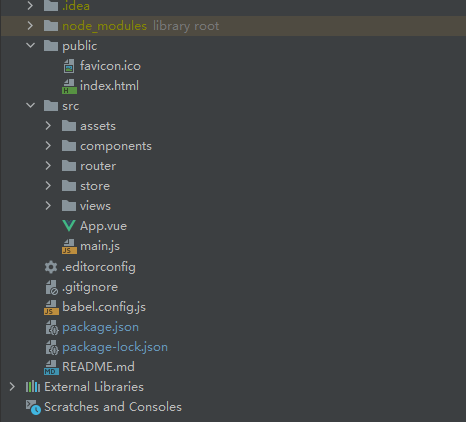 .idea
node_modules library root
public
favicon.ico
index.html
src
assets
components
router
store
views
App.vue
main.js
.editorconfig
.gitignore
babel.config.js
package.json
package-lock.json
README.md
External Libraries
Scratches and Consoles